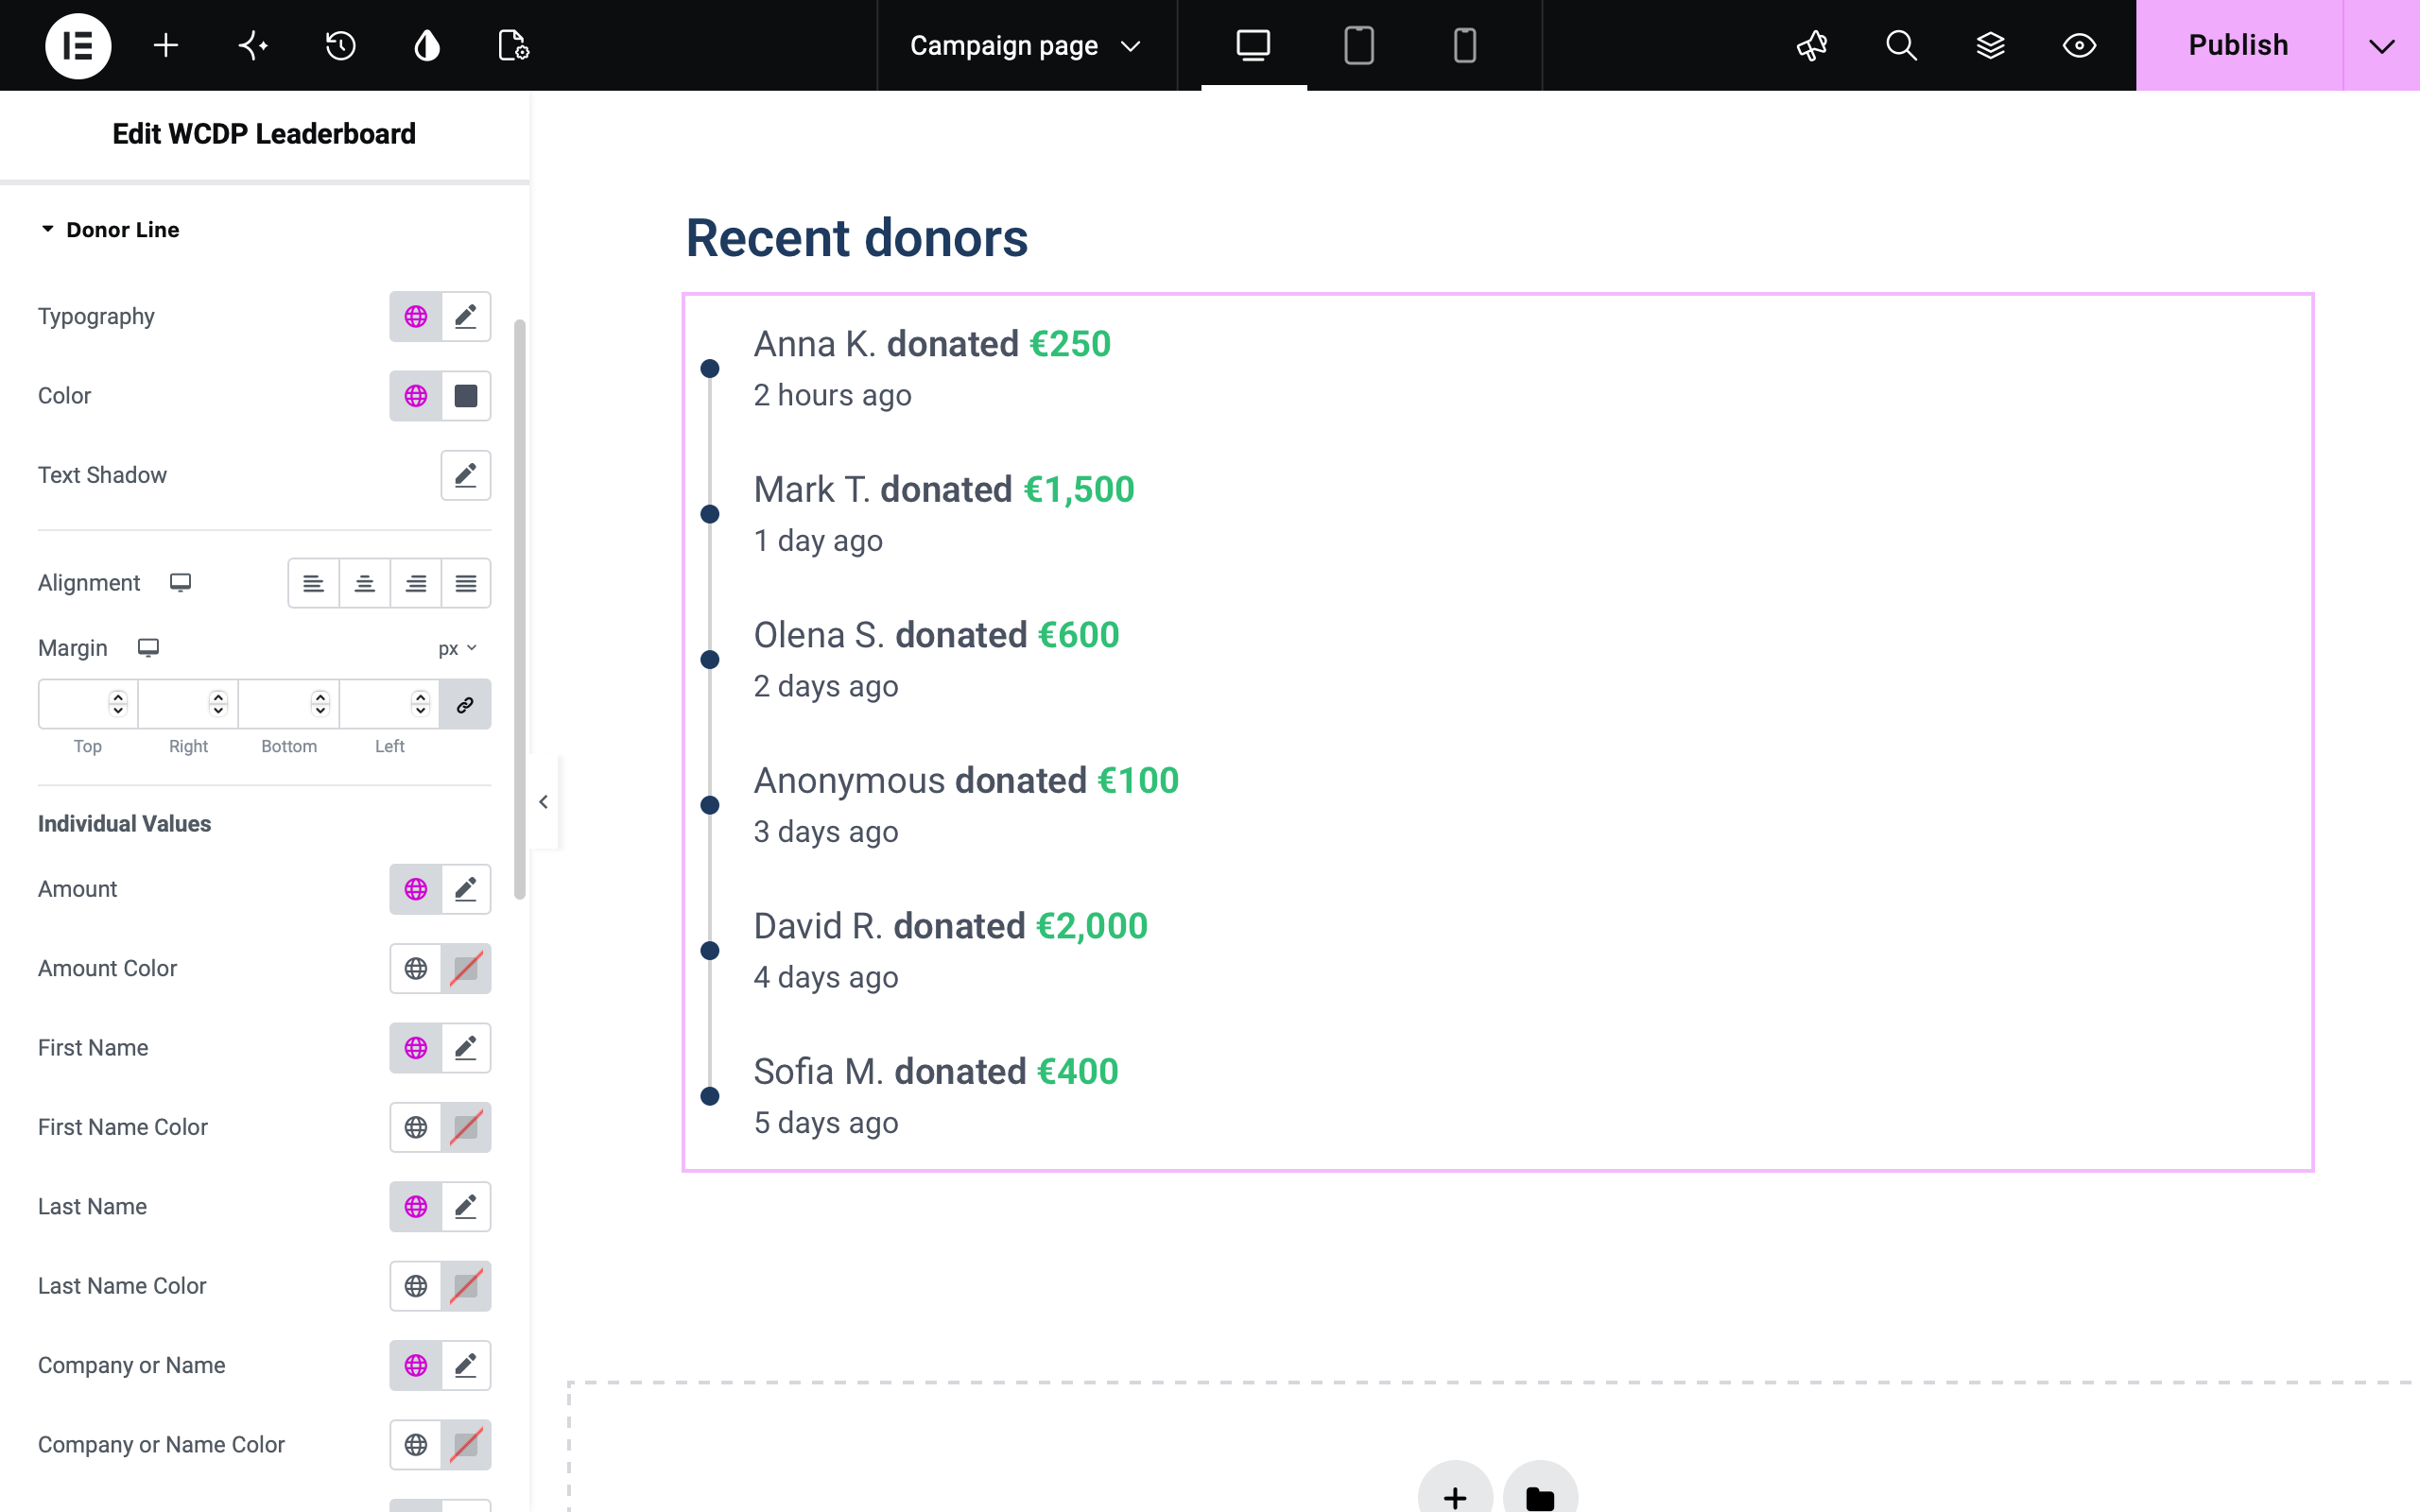 Campaign page
Publish
Edit WCDP Leaderboard
Donor Line
Typography
Color
Text Shadow
Alignment
Margin
px
Top Right Bottom Left
Individual Values
Amount
Amount Color
First Name
First Name Color
Last Name
Last Name Color
Company or Name
Company or Name Color
Recent donors
Anna K. donated €250
2 hours ago
Mark T. donated €1,500
1 day ago
Olena S. donated €600
2 days ago
Anonymous donated €100
3 days ago
David R. donated €2,000
4 days ago
Sofia M. donated €400
5 days ago